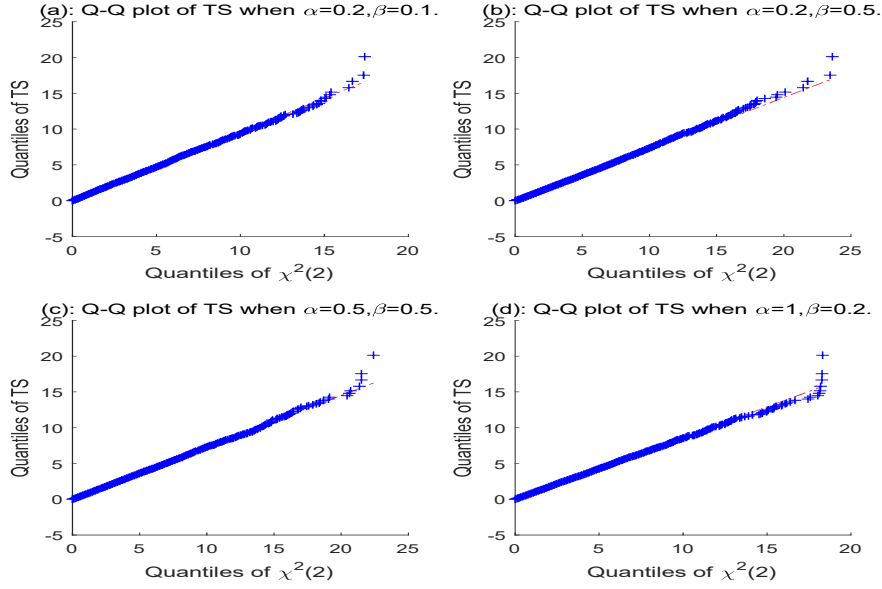 (a): Q-Q plot of TS when α=0.2,β=0.1.
25
20
15
10
5
0
-5
Quantiles of TS
0 5 10 15 20
Quantiles of χ²(2)
(b): Q-Q plot of TS when α=0.2,β=0.5.
25
20
15
10
5
0
-5
Quantiles of TS
0 5 10 15 20 25
Quantiles of χ²(2)
(c): Q-Q plot of TS when α=0.5,β=0.5.
25
20
15
10
5
0
-5
Quantiles of TS
0 5 10 15 20 25
Quantiles of χ²(2)
(d): Q-Q plot of TS when α=1,β=0.2.
25
20
15
10
5
0
-5
Quantiles of TS
0 5 10 15 20
Quantiles of χ²(2)